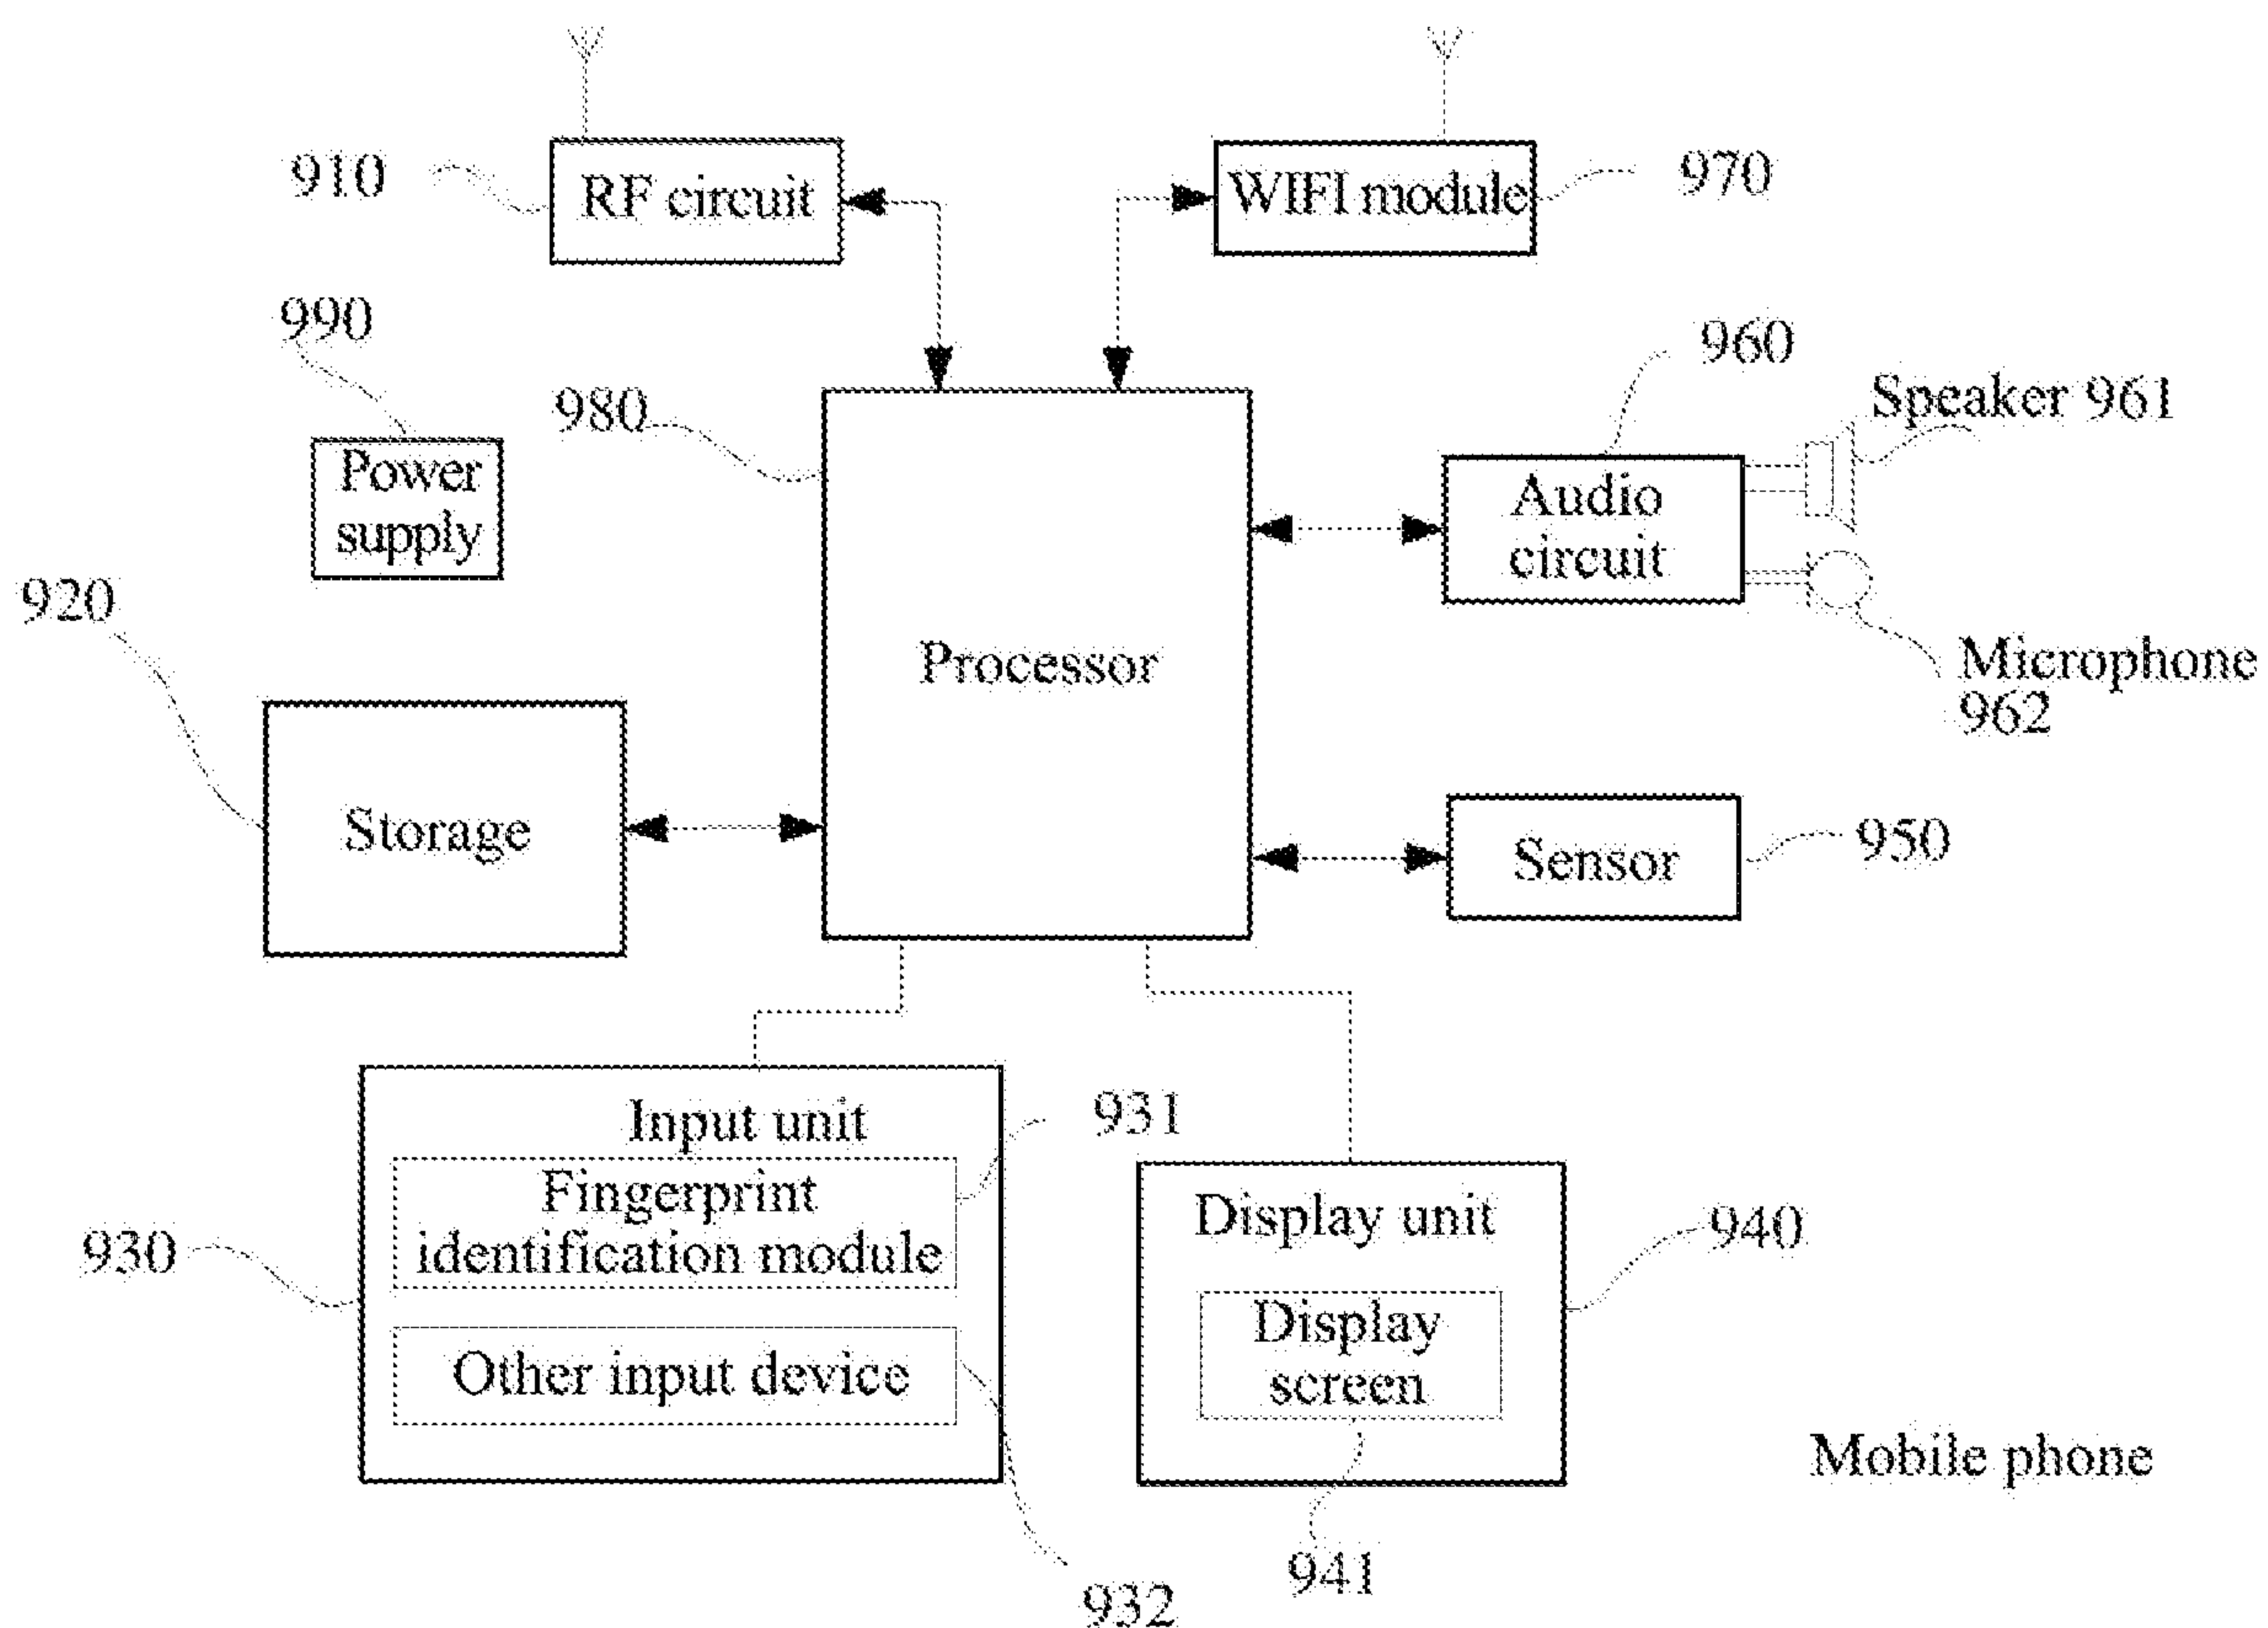 910
RF circuit
WIFI module
970
990
980
960
Speaker 961
Power
supply
Audio
circuit
920
Processor
Microphone
962
Storage
Sensor
950
Input unit
931
Fingerprint
identification module
930
Other input device
932
Display unit
940
Display
screen
941
Mobile phone